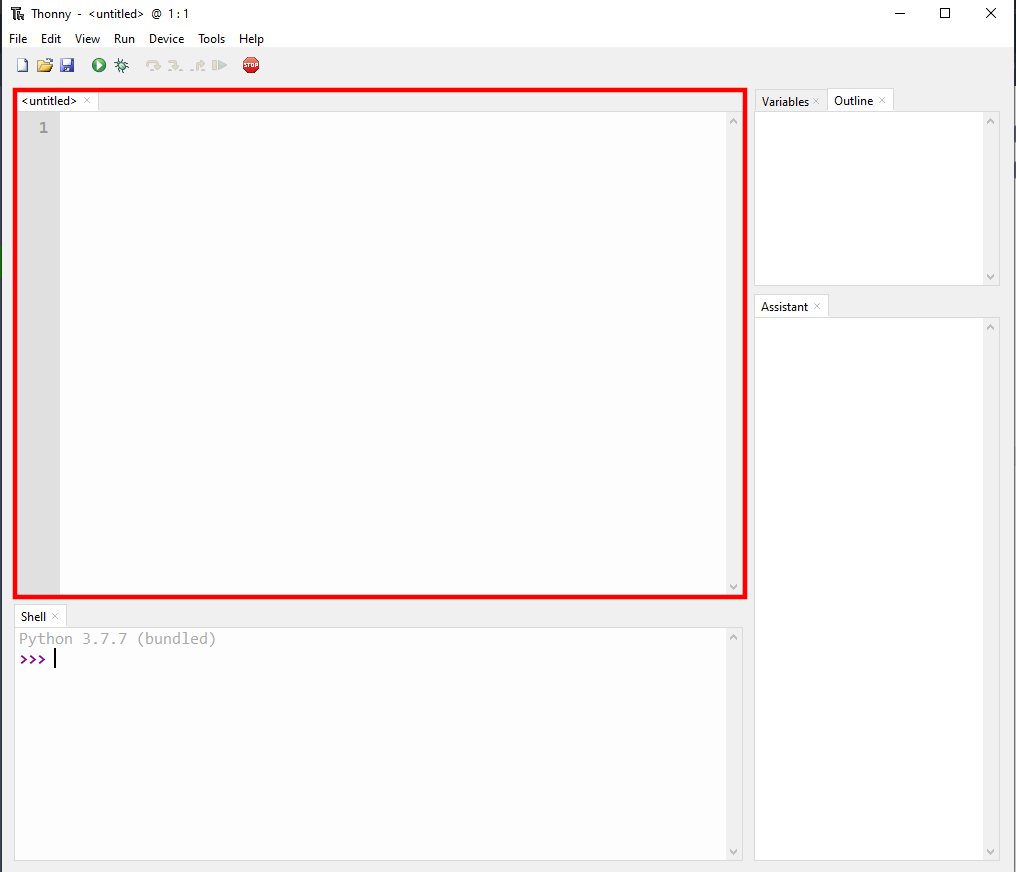 Thonny - <untitled> @ 1:1
File Edit View Run Device Tools Help
STOP
<untitled>
1
Variables Outline
Assistant
Shell
Python 3.7.7 (bundled)
>>>